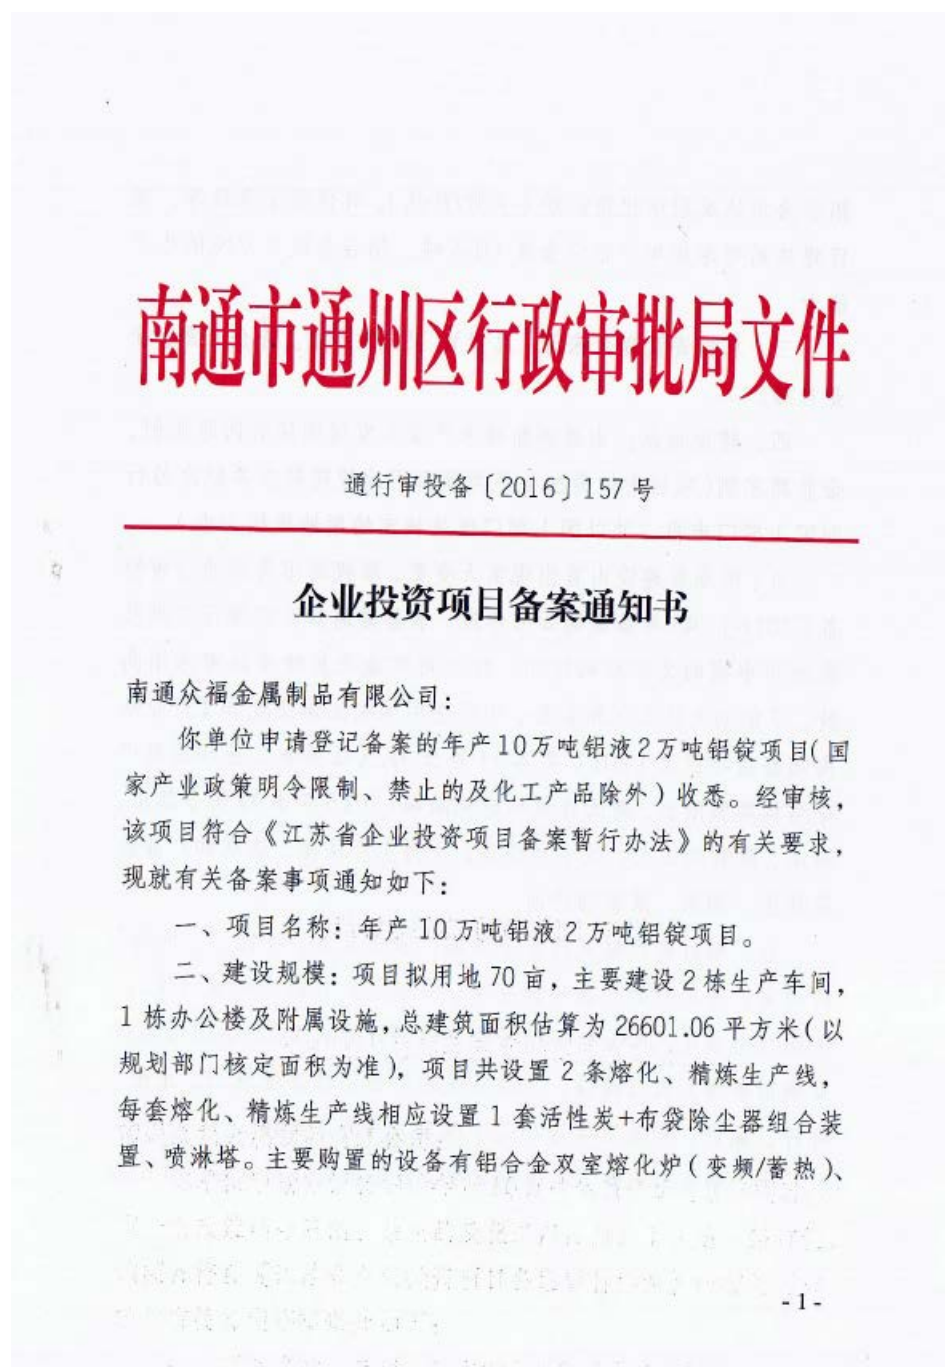 南通市通州区行政审批局文件
通行审投备〔2016〕157号
企业投资项目备案通知书
南通众福金属制品有限公司：
你单位申请登记备案的年产10万吨铝液2万吨铝锭项目（国
家产业政策明令限制、禁止的及化工产品除外）收悉。经审核，
该项目符合《江苏省企业投资项目备案暂行办法》的有关要求，
现就有关备案事项通知如下：
一、项目名称：年产10万吨铝液2万吨铝锭项目。
二、建设规模：项目拟用地70亩，主要建设2栋生产车间，
1栋办公楼及附属设施，总建筑面积估算为26601.06平方米（以
规划部门核定面积为准），项目共设置2条熔化、精炼生产线，
每套熔化、精炼生产线相应设置1套活性炭+布袋除尘器组合装
置、喷淋塔。主要购置的设备有铝合金双室熔化炉（变频/蓄热）、
-1-